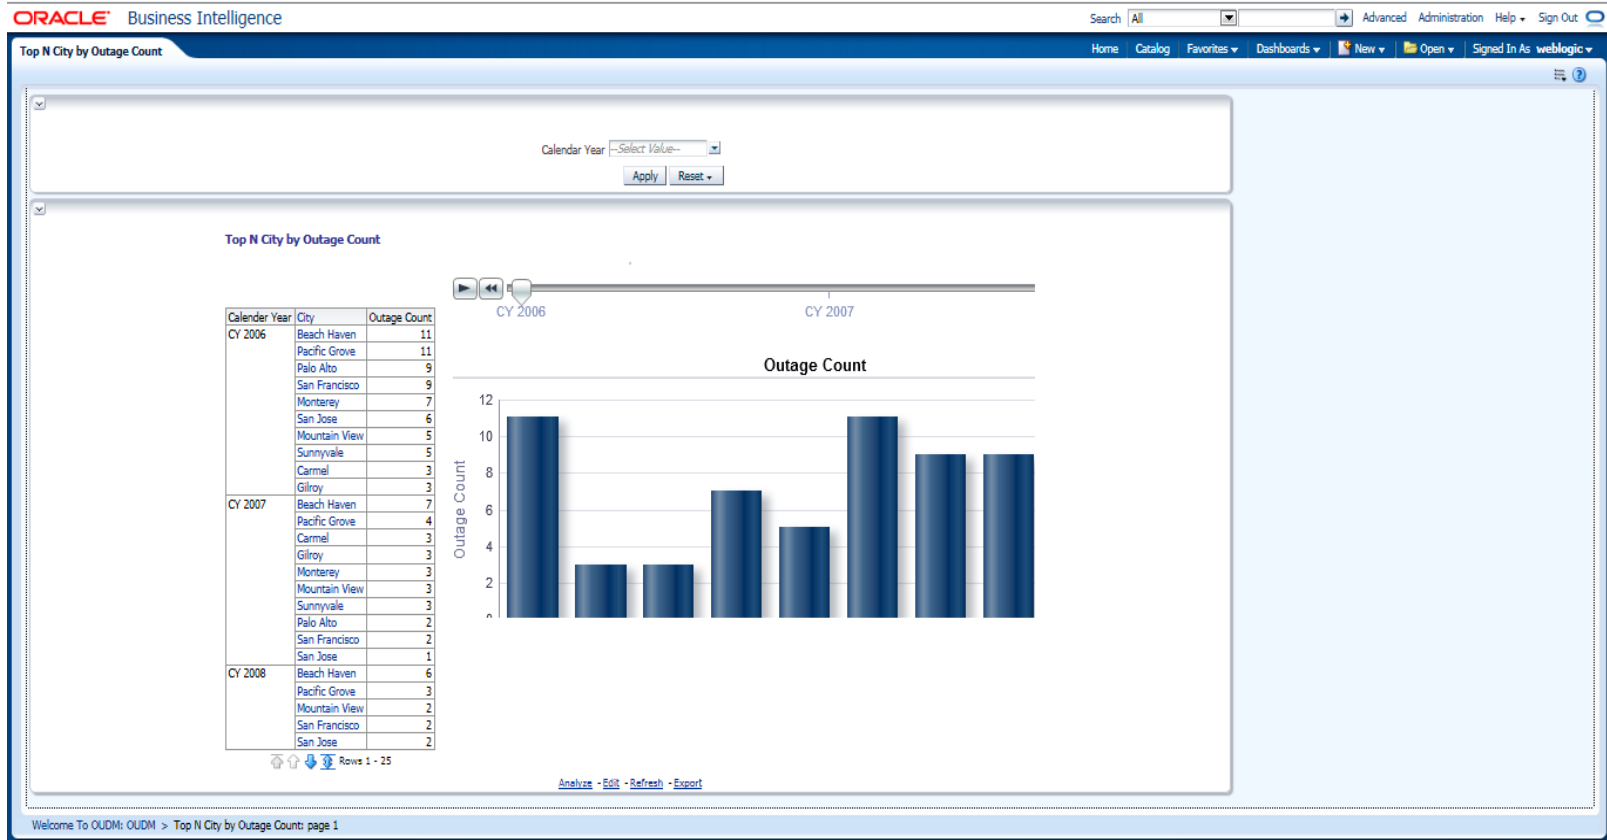 ORACLE Business Intelligence
Search All Advanced Administration Help Sign Out
Top N City by Outage Count
Home Catalog Favorites Dashboards New Open Signed In As weblogic
Calendar Year --Select Value--
Apply Reset
Top N City by Outage Count
CY 2006 CY 2007
Calender Year City Outage Count
CY 2006 Beach Haven 11
Pacific Grove 11
Palo Alto 9
San Francisco 9
Monterey 7
San Jose 6
Mountain View 5
Sunnyvale 5
Carmel 3
Gilroy 3
CY 2007 Beach Haven 7
Pacific Grove 4
Carmel 3
Gilroy 3
Monterey 3
Mountain View 3
Sunnyvale 3
Palo Alto 2
San Francisco 2
San Jose 1
CY 2008 Beach Haven 6
Pacific Grove 3
Mountain View 2
San Francisco 2
San Jose 2
Rows 1 - 25
Outage Count
Outage Count
12
10
8
6
4
2
0
Analyze - Edit - Refresh - Export
Welcome To OUDM: OUDM > Top N City by Outage Count: page 1